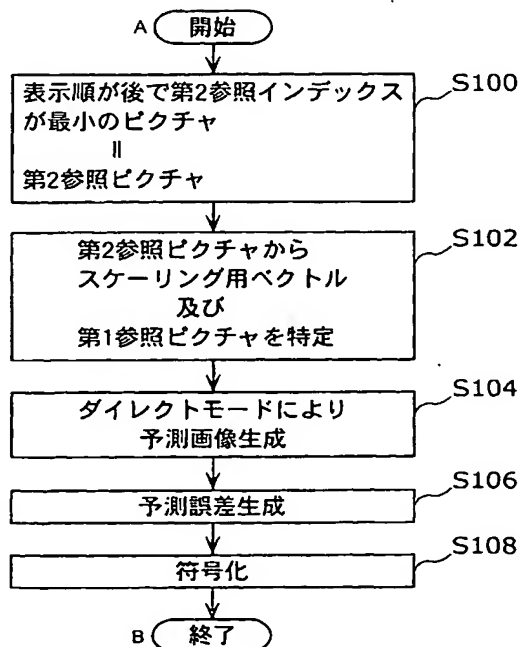 A 開始
表示順が後で第2参照インデックス
が最小のピクチャ
॥
第2参照ピクチャ
S100
第2参照ピクチャから
スケーリング用ベクトル
及び
第1参照ピクチャを特定
S102
ダイレクトモードにより
予測画像生成
S104
予測誤差生成
S106
符号化
S108
B 終了